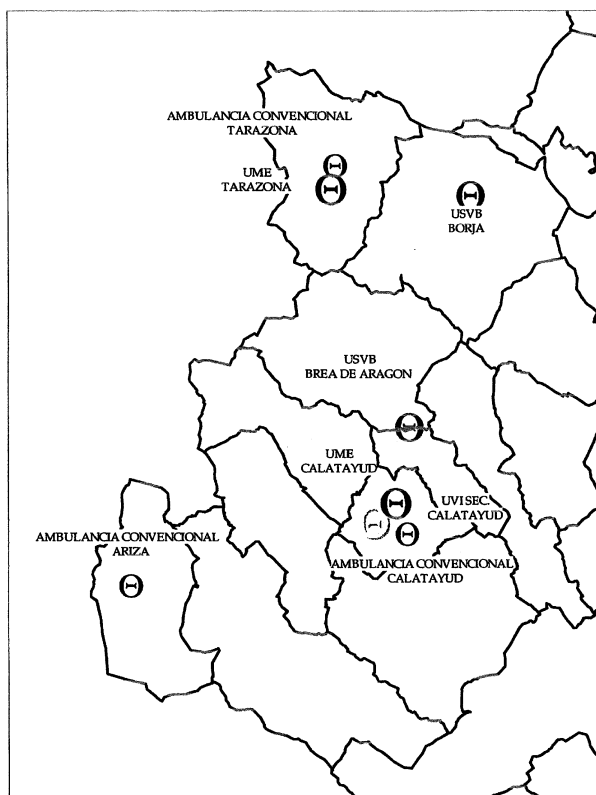 AMBULANCIA CONVENCIONAL
TARAZONA
UME
TARAZONA
USVB
BORJA
USVB
BREA DE ARAGON
UME
CALATAYUD
UVI SEC.
CALATAYUD
AMBULANCIA CONVENCIONAL
ARIZA
AMBULANCIA CONVENCIONAL
CALATAYUD